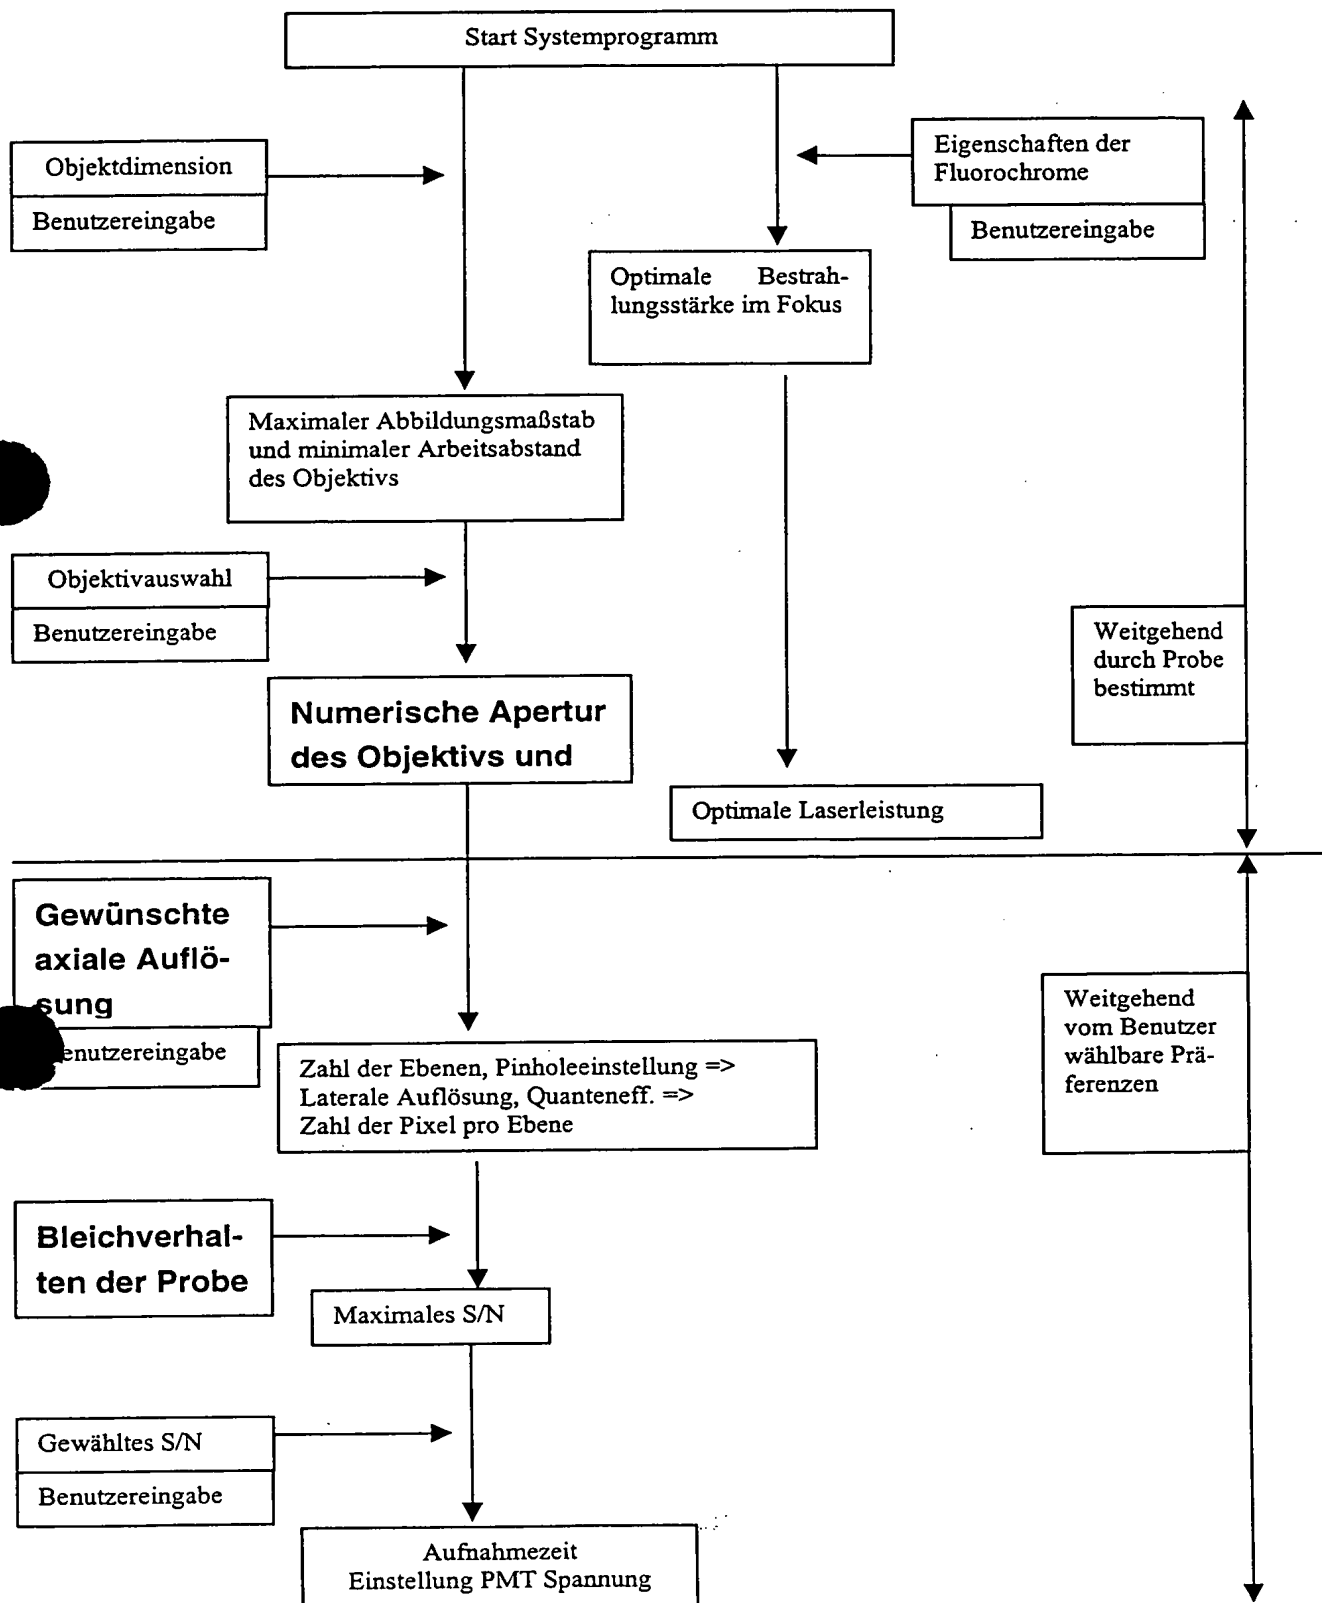 Start Systemprogramm
Objektdimension
Benutzereingabe
Eigenschaften der
Fluorochrome
Benutzereingabe
Optimale Bestrah-
lungsstärke im Fokus
Maximaler Abbildungsmaßstab
und minimaler Arbeitsabstand
des Objektivs
Objektivauswahl
Benutzereingabe
Weitgehend
durch Probe
bestimmt
Numerische Apertur
des Objektivs und
Optimale Laserleistung
Gewünschte
axiale Auflö-
sung
enutzereingabe
Weitgehend
vom Benutzer
wählbare Prä-
ferenzen
Zahl der Ebenen, Pinholeeinstellung =>
Laterale Auflösung, Quanteneff. =>
Zahl der Pixel pro Ebene
Bleichverhal-
ten der Probe
Maximales S/N
Gewähltes S/N
Benutzereingabe
Aufnahmezeit
Einstellung PMT Spannung